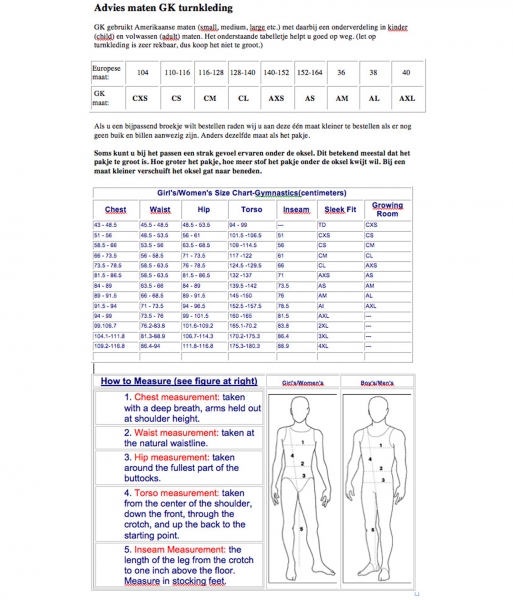 Advies maten GK turnkleding
GK gebruikt Amerikaanse maten (small, medium, large etc.) met daarbij een onderverdeling in kinder
(child) en volwassen (adult) maten. Het onderstaande tabelletje helpt u goed op weg. (let op
turnkleding is zeer rekbaar, dus koop het niet te groot.)
Europese maat: 104 110-116 116-128 128-140 140-152 152-164 36 38 40
GK maat: CXS CS CM CL AXS AS AM AL AXL
Als u een bijpassend broekje wilt bestellen raden wij u aan deze één maat kleiner te bestellen als er nog
geen buik en billen aanwezig zijn. Anders dezelfde maat als het pakje.
Soms kunt u bij het passen een strak gevoel ervaren onder de oksel. Dit betekend meestal dat het
pakje te groot is. Hoe groter het pakje, hoe meer stof het pakje onder de oksel kwijt wil. Bij een
maat kleiner verschuift het oksel gat naar beneden.
Girl's/Women's Size Chart-Gymnastics(centimeters)
Chest Waist Hip Torso Inseam Sleek Fit Growing Room
43 - 48.5 45.5 - 48.5 48.5 - 53.5 94 - 99 --- TD CXS
51 - 56 48.5 - 53.5 56 - 61 101.5 -106.5 51 CXS CS
58.5 - 66 53.5 - 56 63.5 - 68.5 109 -114.5 56 CS CM
66 - 73.5 56 - 58.5 71 - 73.5 117 -122 61 CM CL
73.5 - 78.5 58.5 - 63.5 76 - 78.5 124.5 -129.5 66 CL AXS
81.5 - 86.5 58.5 - 63.5 81.5 - 86.5 132 -137 71 AXS AS
84 - 89 63.5 - 66 84 - 89 139.5 -142 73.5 AS AM
89 - 91.5 66 - 68.5 89 - 91.5 145 -150 76 AM AL
91.5 - 94 71 - 73.5 94 - 96.5 152.5 -157.5 78.5 Al AXL
94 - 99 73.5 - 76 99 - 101.5 160 -165 81.5 AXL ---
99.106.7 76.2-83.8 101.6-109.2 165.1-70.2 83.8 2XL ---
104.1-111.8 81.3-88.9 106.7-114.3 170.2-175.3 86.4 3XL ---
109.2-116.8 86.4-94 111.8-116.8 175.3-180.3 88.9 4XL ---
How to Measure (see figure at right) Girl's/Women's Boy's/Men's
1. Chest measurement: taken
with a deep breath, arms held out
at shoulder height.
2. Waist measurement: taken at
the natural waistline.
3. Hip measurement: taken
around the fullest part of the
buttocks.
4. Torso measurement: taken
from the center of the shoulder,
down the front, through the
crotch, and up the back to the
starting point.
5. Inseam Measurement: the
length of the leg from the crotch
to one inch above the floor.
Measure in stocking feet.
1
4
2
3
5
1
4
2
3
5